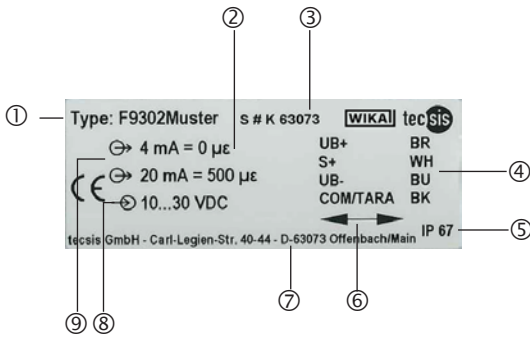 ② ③
① Type: F9302Muster S # K 63073 WIKA tecsis
4 mA = 0 µε UB+ BR
S+ WH
CE 20 mA = 500 µε UB- BU ④
10...30 VDC COM/TARA BK
IP 67 ⑤
tecsis GmbH - Carl-Legien-Str. 40-44 - D-63073 Offenbach/Main
⑨ ⑧ ⑦ ⑥